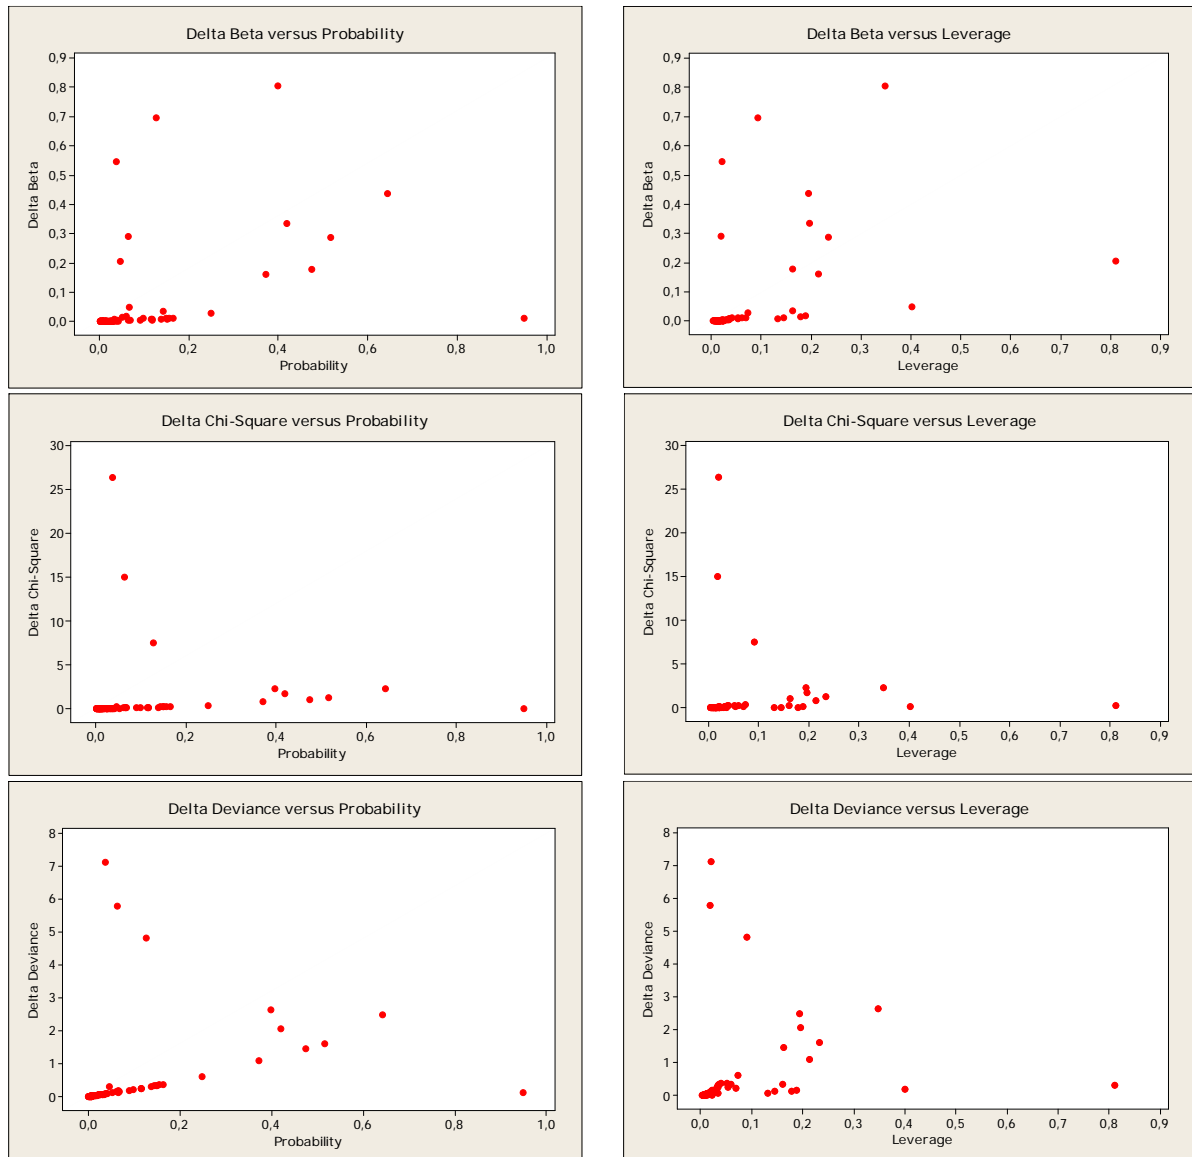 Delta Beta versus Probability
0,9
0,8
0,7
0,6
0,5
0,4
0,3
0,2
0,1
0,0
Delta Beta
0,0 0,2 0,4 0,6 0,8 1,0
Probability
Delta Beta versus Leverage
0,9
0,8
0,7
0,6
0,5
0,4
0,3
0,2
0,1
0,0
Delta Beta
0,0 0,1 0,2 0,3 0,4 0,5 0,6 0,7 0,8 0,9
Leverage
Delta Chi-Square versus Probability
30
25
20
15
10
5
0
Delta Chi-Square
0,0 0,2 0,4 0,6 0,8 1,0
Probability
Delta Chi-Square versus Leverage
30
25
20
15
10
5
0
Delta Chi-Square
0,0 0,1 0,2 0,3 0,4 0,5 0,6 0,7 0,8 0,9
Leverage
Delta Deviance versus Probability
8
7
6
5
4
3
2
1
0
Delta Deviance
0,0 0,2 0,4 0,6 0,8 1,0
Probability
Delta Deviance versus Leverage
8
7
6
5
4
3
2
1
0
Delta Deviance
0,0 0,1 0,2 0,3 0,4 0,5 0,6 0,7 0,8 0,9
Leverage